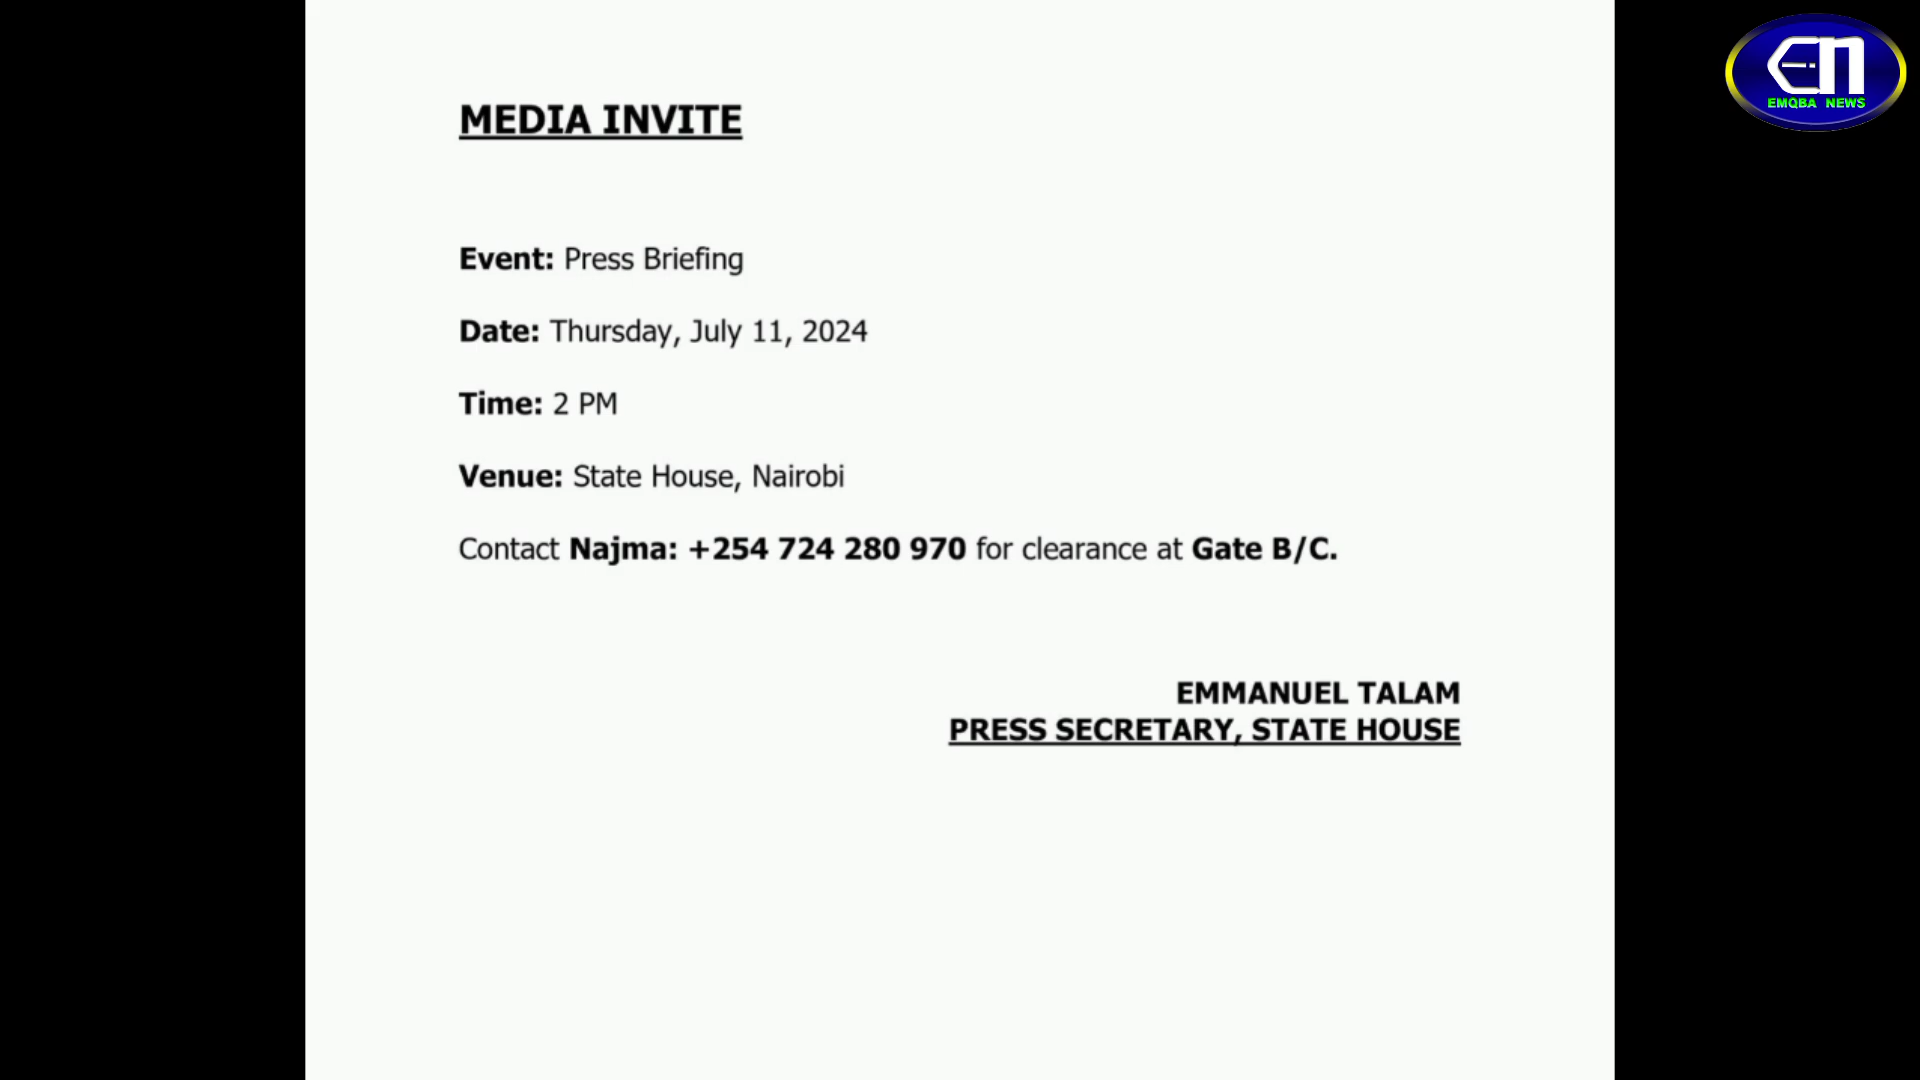 MEDIA INVITE
EN
EMQBA NEWS
Event: Press Briefing
Date: Thursday, July 11, 2024
Time: 2 PM
Venue: State House, Nairobi
Contact Najma: +254 724 280 970 for clearance at Gate B/C.
EMMANUEL TALAM
PRESS SECRETARY, STATE HOUSE